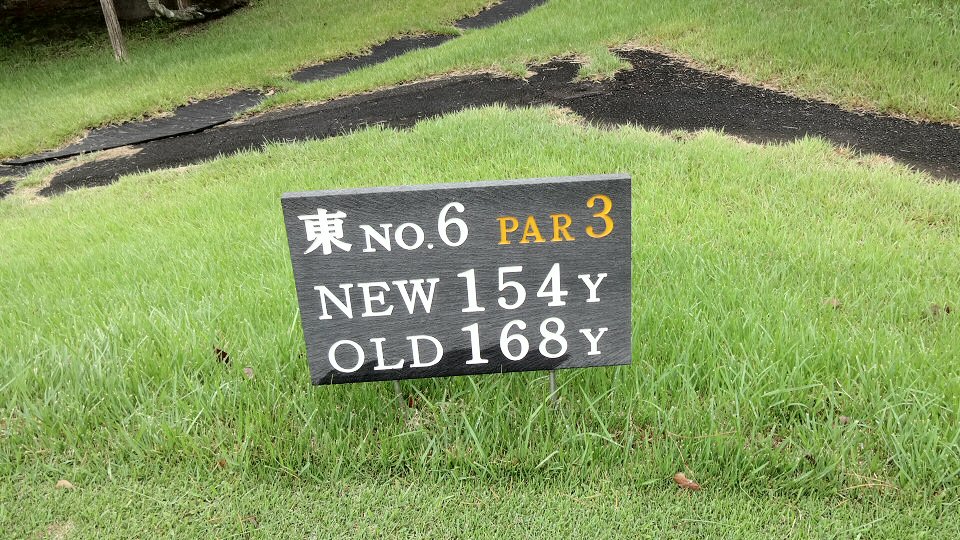 東 NO.6 PAR 3
NEW 154 Y
OLD 168 Y